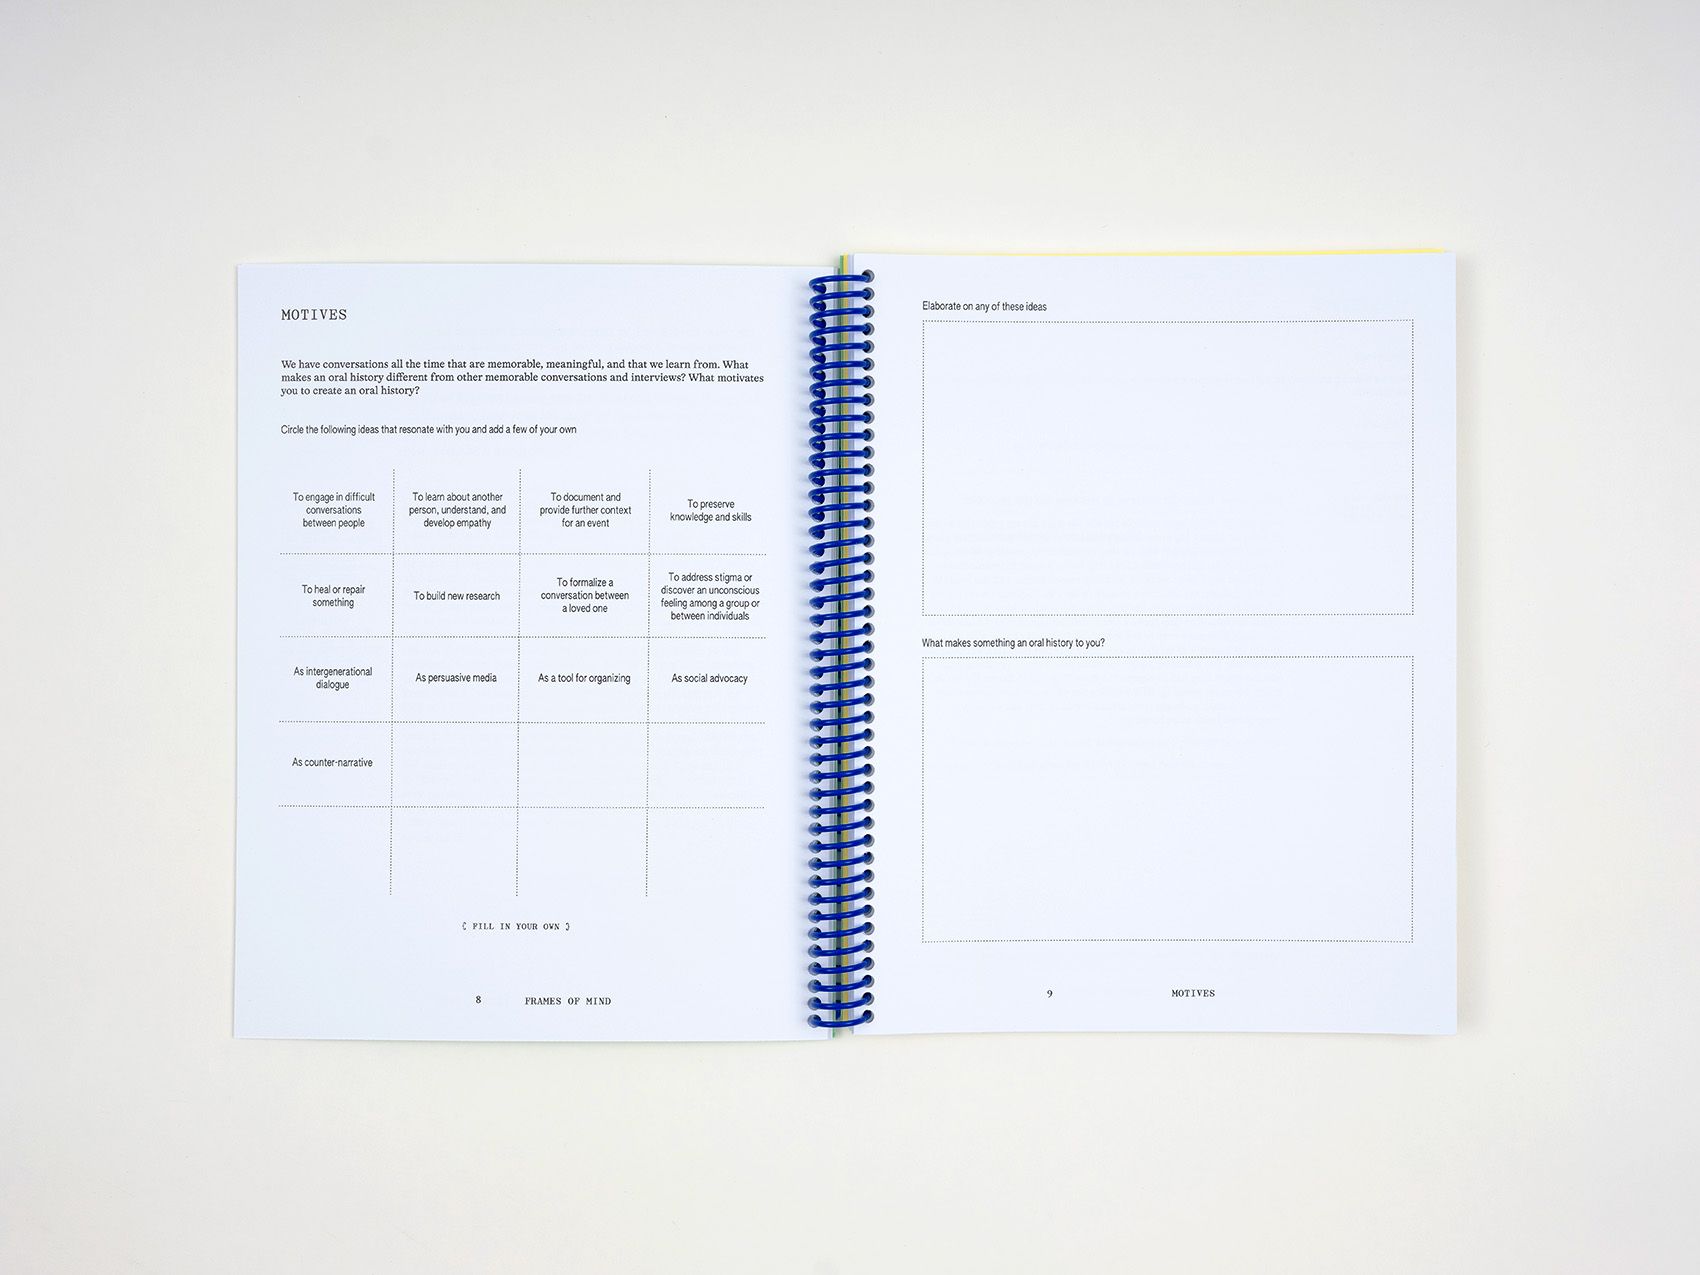 MOTIVES
We have conversations all the time that are memorable, meaningful, and that we learn from. What
makes an oral history different from other memorable conversations and interviews? What motivates
you to create an oral history?
Circle the following ideas that resonate with you and add a few of your own
To engage in difficult
conversations
between people
To learn about another
person, understand, and
develop empathy
To document and
provide further context
for an event
To preserve
knowledge and skills
To heal or repair
something
To build new research
To formalize a
conversation between
a loved one
To address stigma or
discover an unconscious
feeling among a group or
between individuals
As intergenerational
dialogue
As persuasive media
As a tool for organizing
As social advocacy
As counter-narrative
{ FILL IN YOUR OWN }
8 FRAMES OF MIND
Elaborate on any of these ideas
What makes something an oral history to you?
9 MOTIVES